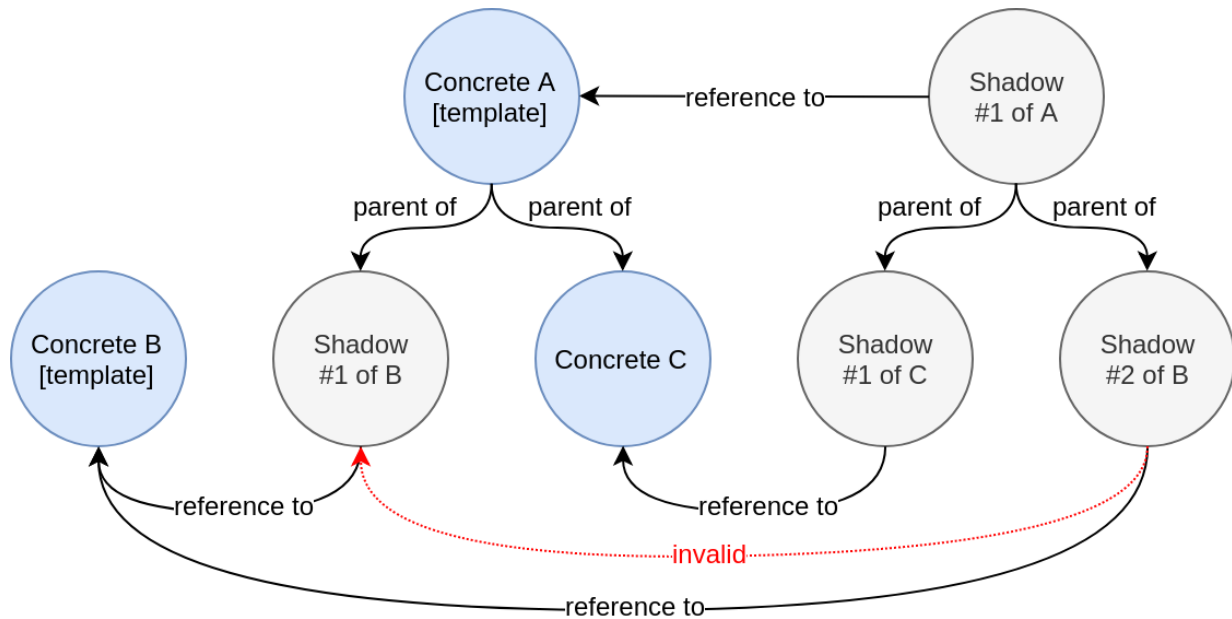 Concrete A
[template]
reference to
Shadow
#1 of A
parent of
parent of
parent of
parent of
Concrete B
[template]
Shadow
#1 of B
Concrete C
Shadow
#1 of C
Shadow
#2 of B
reference to
reference to
invalid
reference to